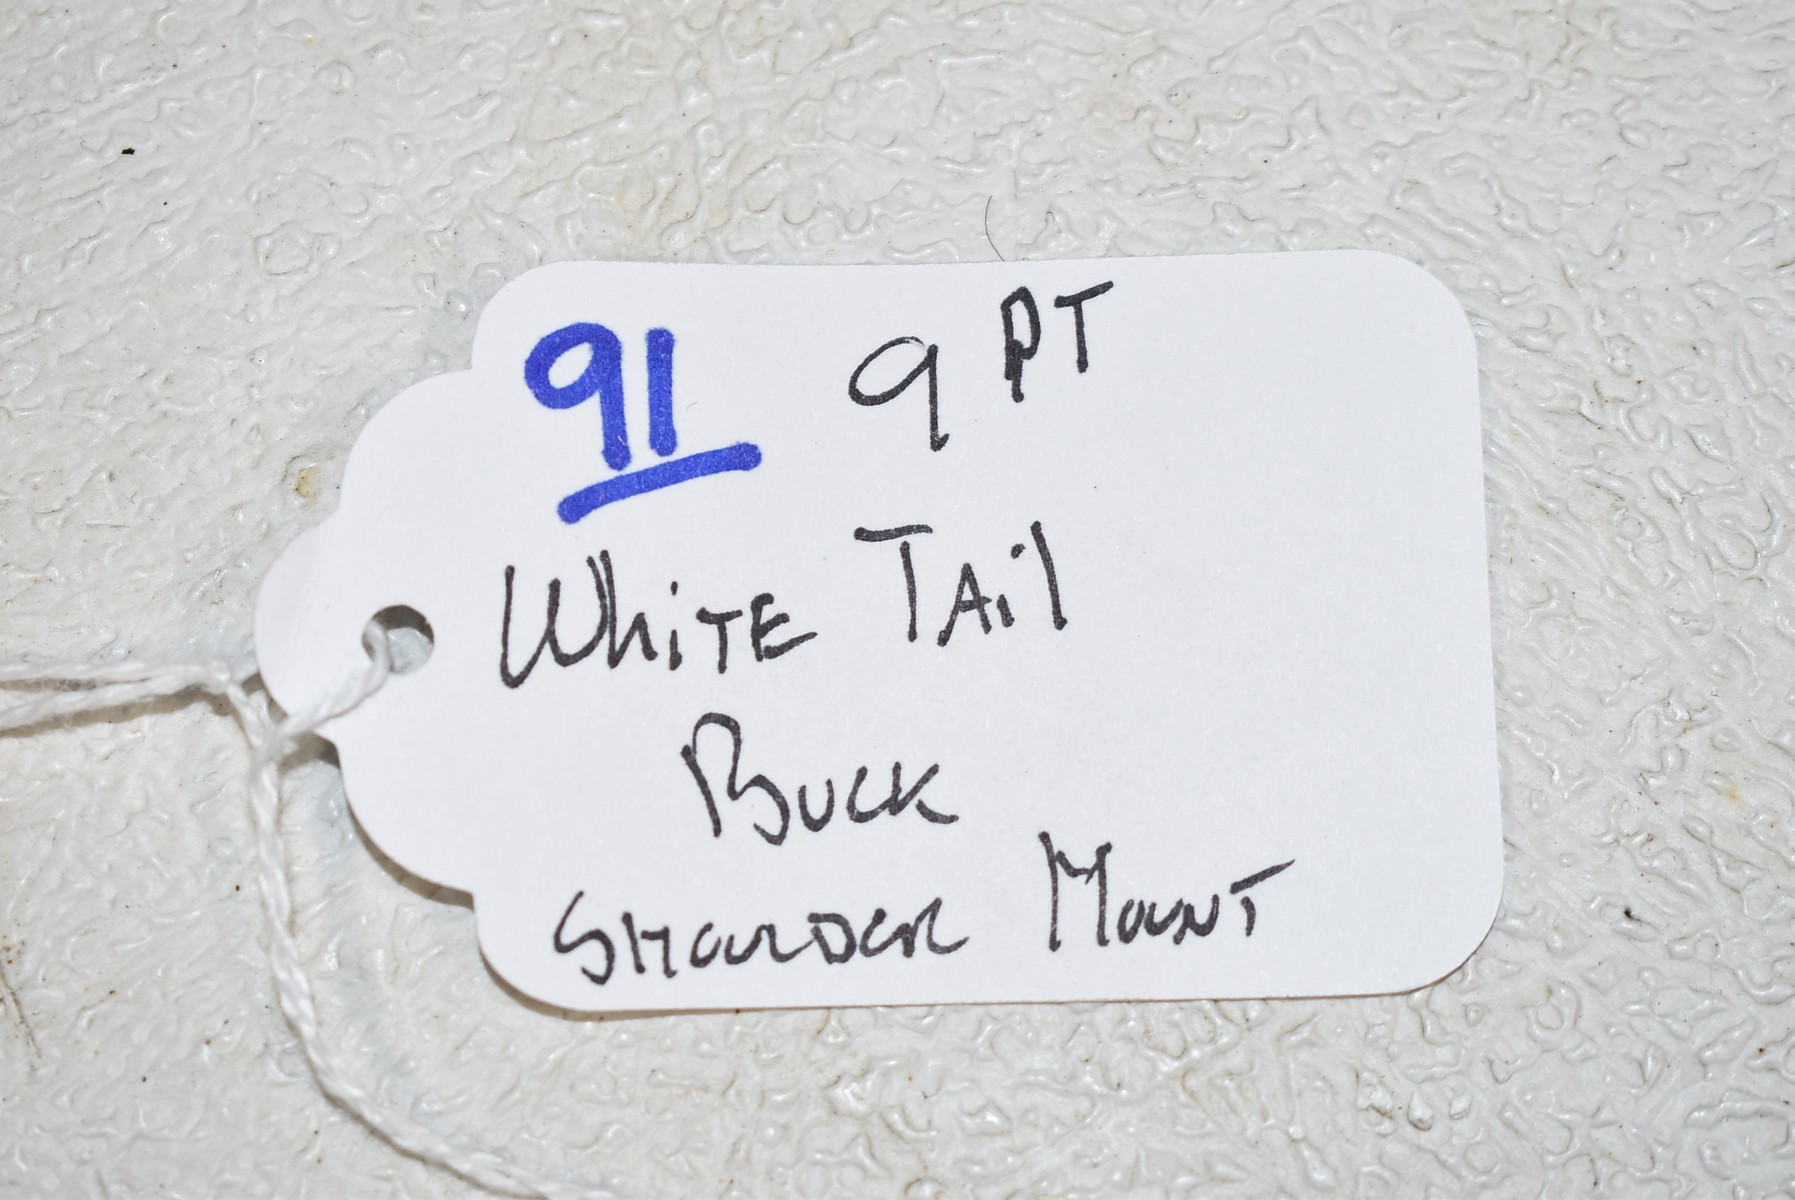 91 9 PT
White Tail
Buck
Shoulder Mount